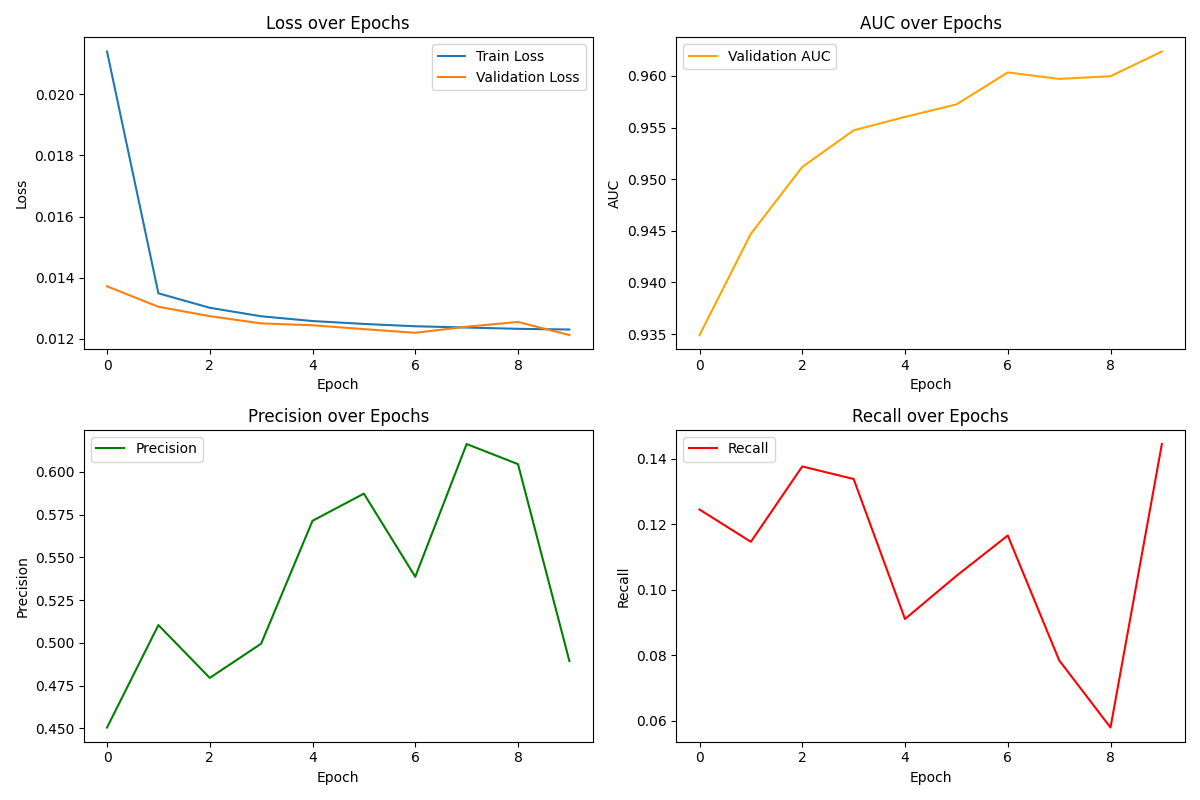 Loss over Epochs
Train Loss
Validation Loss
0.020
0.018
0.016
0.014
0.012
Loss
0 2 4 6 8
Epoch
AUC over Epochs
Validation AUC
0.960
0.955
0.950
0.945
0.940
0.935
AUC
0 2 4 6 8
Epoch
Precision over Epochs
Precision
0.600
0.575
0.550
0.525
0.500
0.475
0.450
Precision
0 2 4 6 8
Epoch
Recall over Epochs
Recall
0.14
0.12
0.10
0.08
0.06
Recall
0 2 4 6 8
Epoch